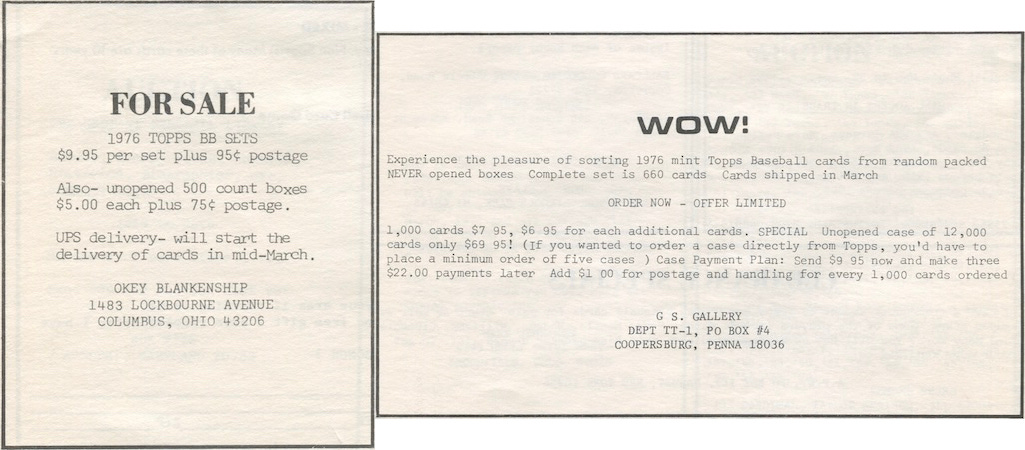 FOR SALE
1976 TOPPS BB SETS
$9.95 per set plus 95¢ postage
Also- unopened 500 count boxes
$5.00 each plus 75¢ postage.
UPS delivery- will start the
delivery of cards in mid-March.
OKEY BLANKENSHIP
1483 LOCKBOURNE AVENUE
COLUMBUS, OHIO 43206
WOW!
Experience the pleasure of sorting 1976 mint Topps Baseball cards from random packed
NEVER opened boxes Complete set is 660 cards Cards shipped in March
ORDER NOW - OFFER LIMITED
1,000 cards $7 95, $6 95 for each additional cards. SPECIAL Unopened case of 12,000
cards only $69 95! (If you wanted to order a case directly from Topps, you'd have to
place a minimum order of five cases ) Case Payment Plan: Send $9 95 now and make three
$22.00 payments later Add $1 00 for postage and handling for every 1,000 cards ordered
G S. GALLERY
DEPT TT-1, PO BOX #4
COOPERSBURG, PENNA 18036